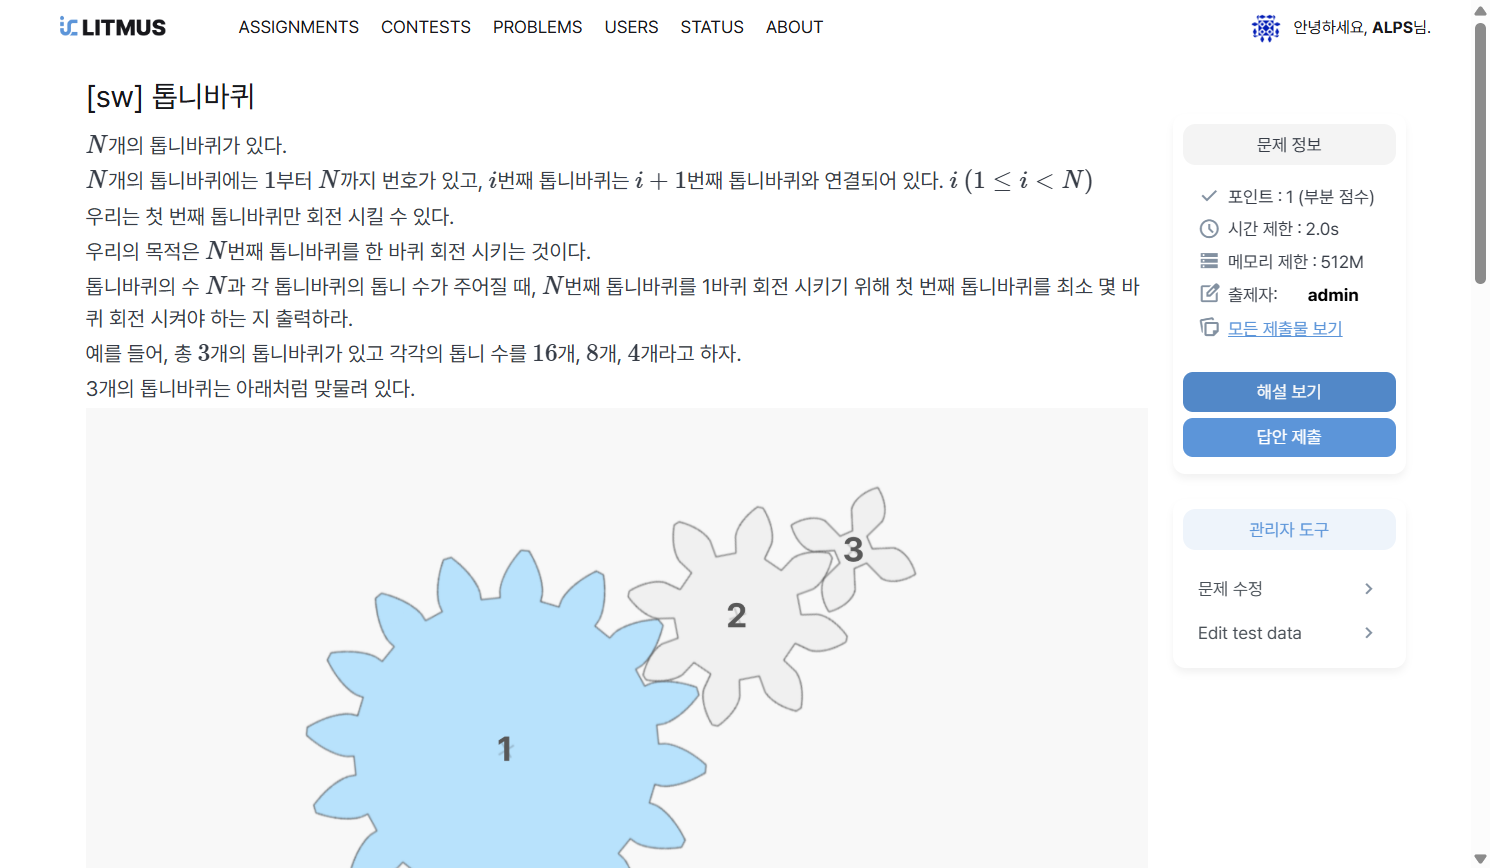 LITMUS
ASSIGNMENTS CONTESTS PROBLEMS USERS STATUS ABOUT
안녕하세요, ALPS님.
[sw] 톱니바퀴
N개의 톱니바퀴가 있다.
N개의 톱니바퀴에는 1부터 N까지 번호가 있고, i번째 톱니바퀴는 i + 1번째 톱니바퀴와 연결되어 있다. i (1 ≤ i < N)
우리는 첫 번째 톱니바퀴만 회전 시킬 수 있다.
우리의 목적은 N번째 톱니바퀴를 한 바퀴 회전 시키는 것이다.
톱니바퀴의 수 N과 각 톱니바퀴의 톱니 수가 주어질 때, N번째 톱니바퀴를 1바퀴 회전 시키기 위해 첫 번째 톱니바퀴를 최소 몇 바
퀴 회전 시켜야 하는 지 출력하라.
예를 들어, 총 3개의 톱니바퀴가 있고 각각의 톱니 수를 16개, 8개, 4개라고 하자.
3개의 톱니바퀴는 아래처럼 맞물려 있다.
3
2
1
문제 정보
포인트 : 1 (부분 점수)
시간 제한 : 2.0s
메모리 제한 : 512M
출제자: admin
모든 제출물 보기
해설 보기
답안 제출
관리자 도구
문제 수정
Edit test data